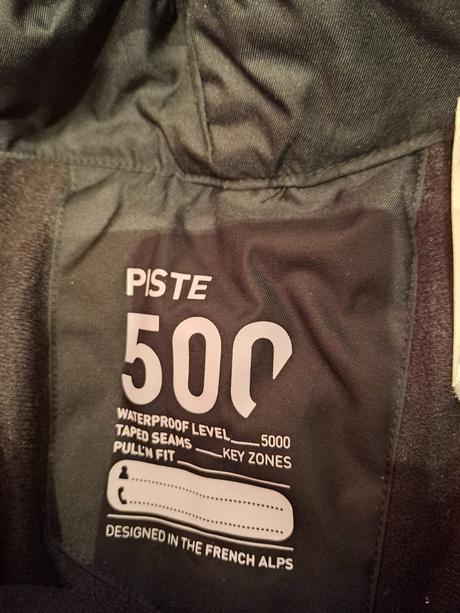 PISTE
500
WATERPROOF LEVEL 5000
TAPED SEAMS KEY ZONES
PULL'N FIT
DESIGNED IN THE FRENCH ALPS